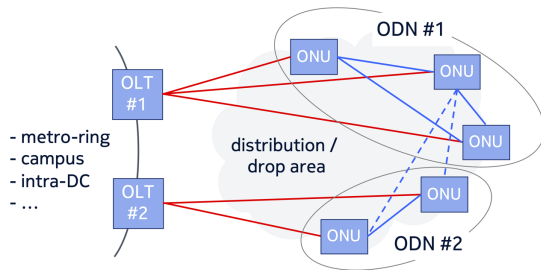 ODN #1
ONU
OLT
#1
ONU
- metro-ring
- campus
- intra-DC
- ...
distribution /
drop area
ONU
OLT
#2
ONU
ONU
ODN #2